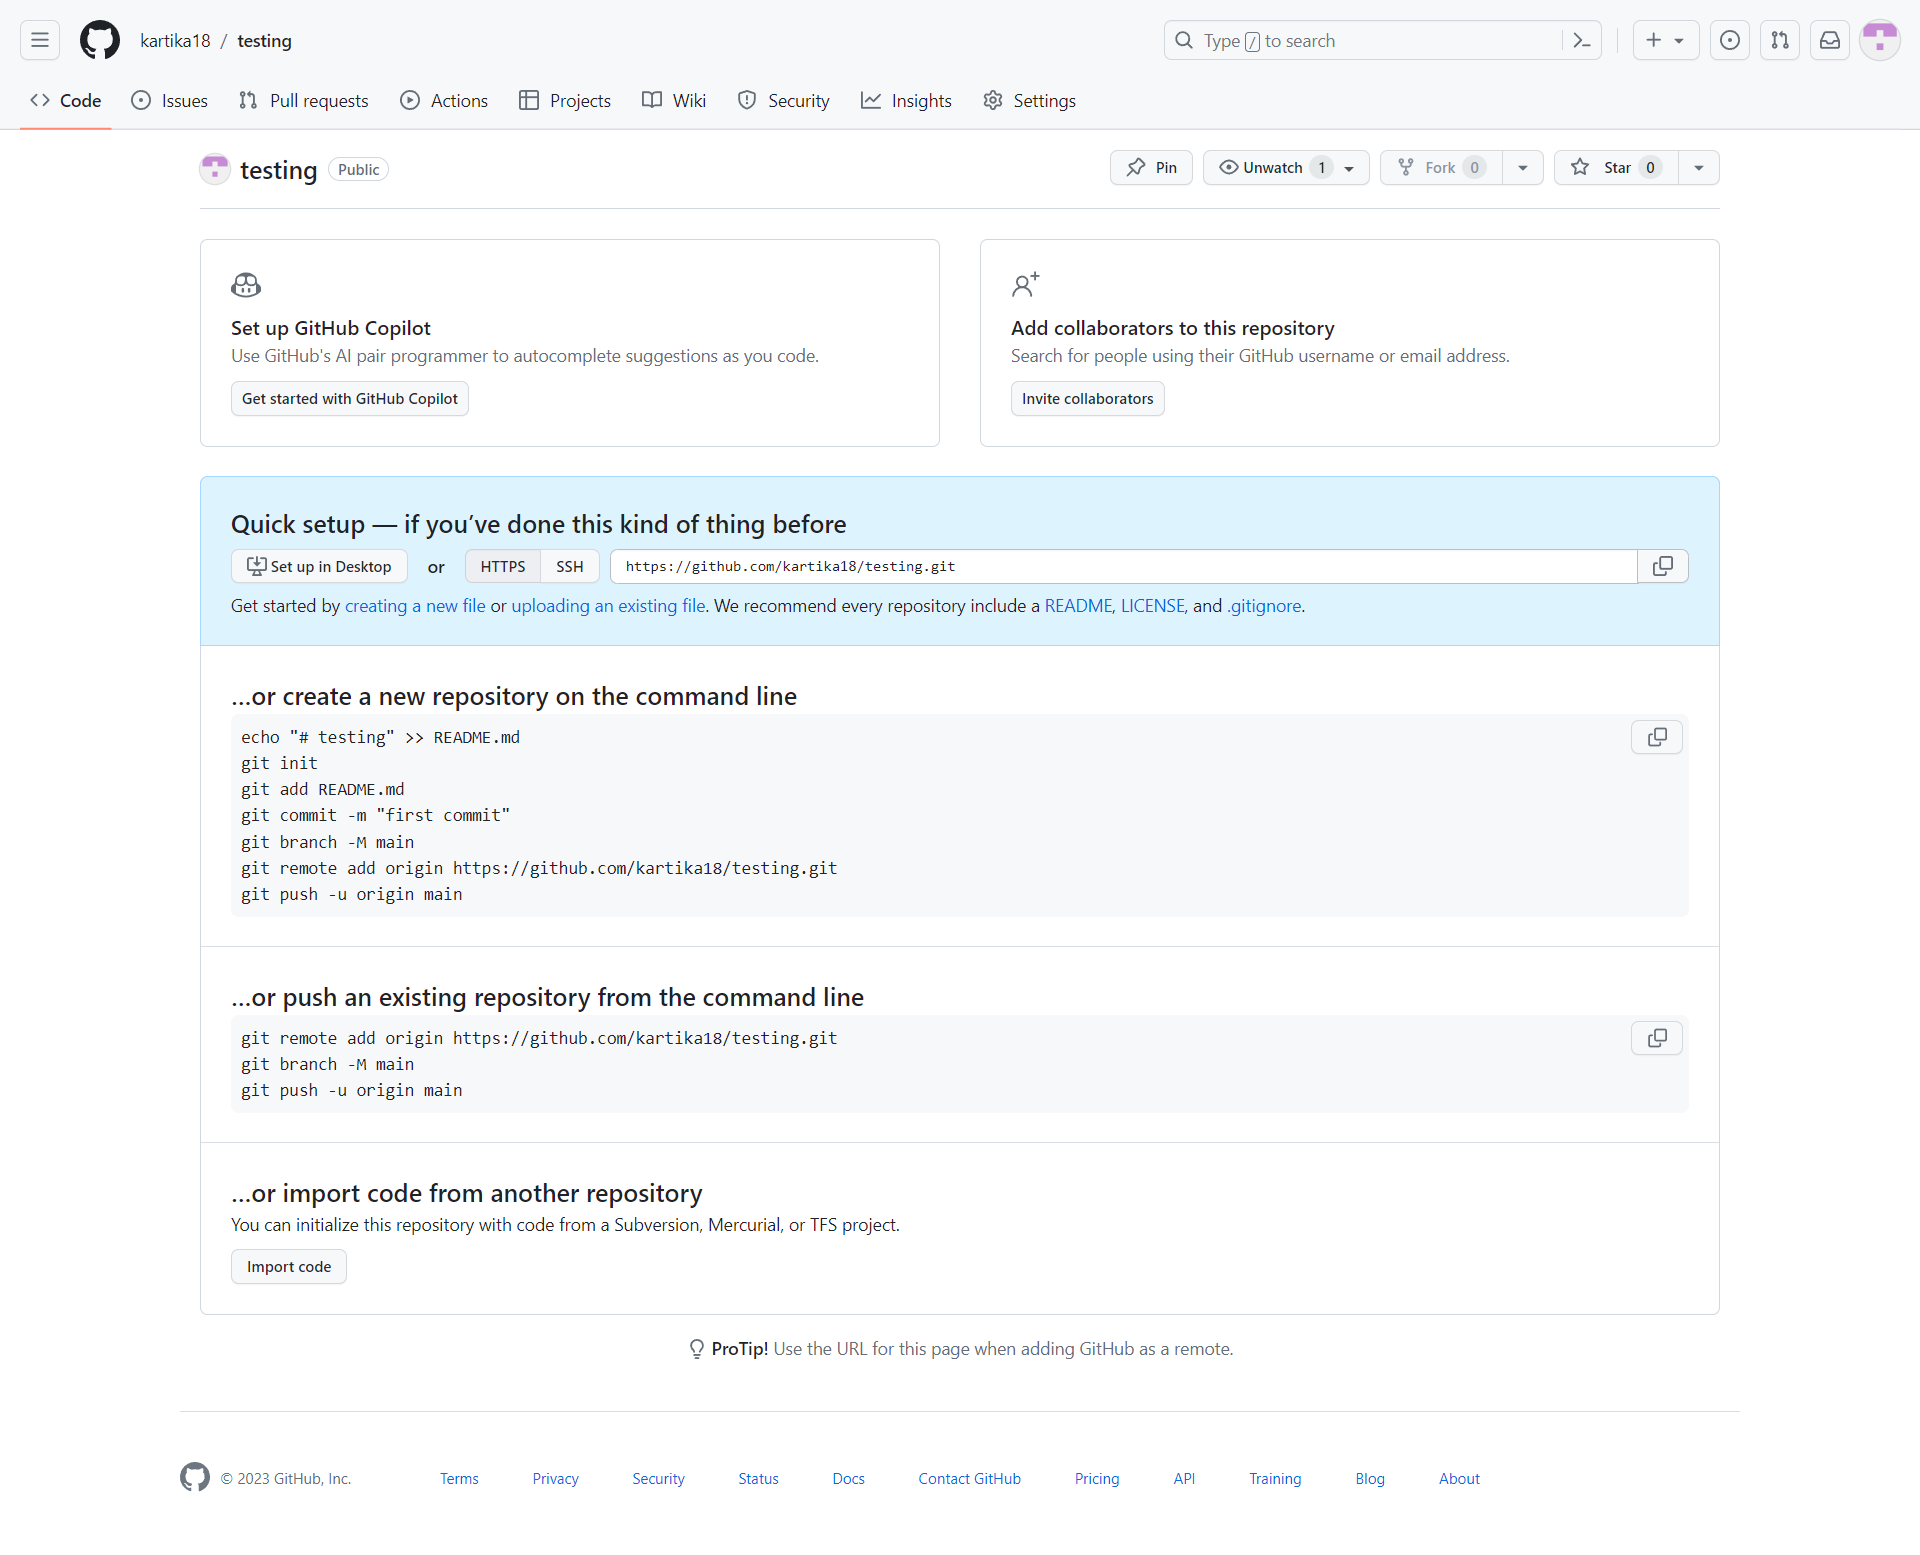 kartika18 / testing
Type / to search
Code Issues Pull requests Actions Projects Wiki Security Insights Settings
testing Public
Pin Unwatch 1 Fork 0 Star 0
Set up GitHub Copilot
Use GitHub's AI pair programmer to autocomplete suggestions as you code.
Get started with GitHub Copilot
Add collaborators to this repository
Search for people using their GitHub username or email address.
Invite collaborators
Quick setup — if you’ve done this kind of thing before
Set up in Desktop or HTTPS SSH https://github.com/kartika18/testing.git
Get started by creating a new file or uploading an existing file. We recommend every repository include a README, LICENSE, and .gitignore.
…or create a new repository on the command line
echo "# testing" >> README.md
git init
git add README.md
git commit -m "first commit"
git branch -M main
git remote add origin https://github.com/kartika18/testing.git
git push -u origin main
…or push an existing repository from the command line
git remote add origin https://github.com/kartika18/testing.git
git branch -M main
git push -u origin main
…or import code from another repository
You can initialize this repository with code from a Subversion, Mercurial, or TFS project.
Import code
ProTip! Use the URL for this page when adding GitHub as a remote.
© 2023 GitHub, Inc. Terms Privacy Security Status Docs Contact GitHub Pricing API Training Blog About